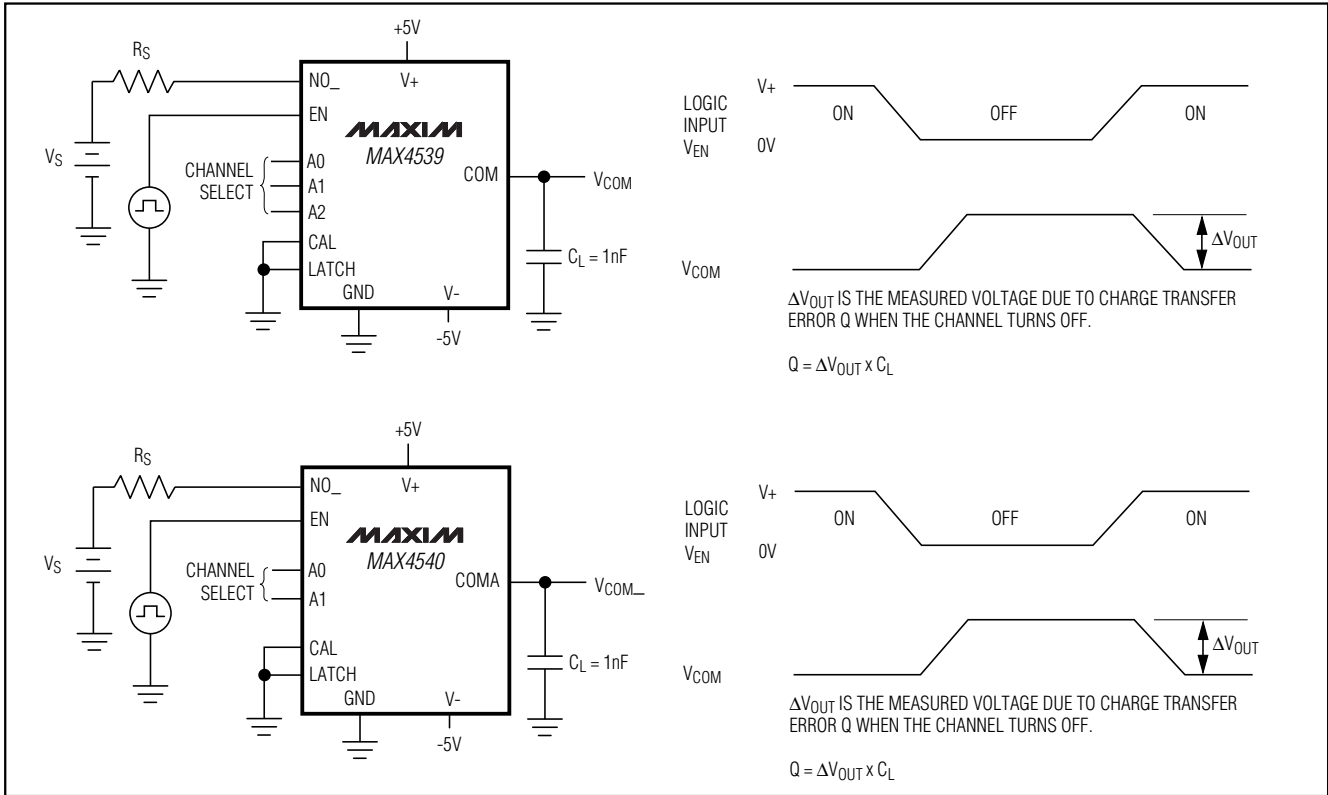 +5V
RS
NO_
V+
EN
MAXIM
MAX4539
VS
CHANNEL
SELECT
A0
A1
A2
COM
VCOM
CAL
LATCH
CL = 1nF
GND
V-
-5V
LOGIC
INPUT
VEN
V+
0V
ON
OFF
ON
VCOM
ΔVOUT
ΔVOUT IS THE MEASURED VOLTAGE DUE TO CHARGE TRANSFER
ERROR Q WHEN THE CHANNEL TURNS OFF.
Q = ΔVOUT x CL
+5V
RS
NO_
V+
EN
MAXIM
MAX4540
VS
CHANNEL
SELECT
A0
A1
COMA
VCOM_
CAL
LATCH
CL = 1nF
GND
V-
-5V
LOGIC
INPUT
VEN
V+
0V
ON
OFF
ON
VCOM
ΔVOUT
ΔVOUT IS THE MEASURED VOLTAGE DUE TO CHARGE TRANSFER
ERROR Q WHEN THE CHANNEL TURNS OFF.
Q = ΔVOUT x CL